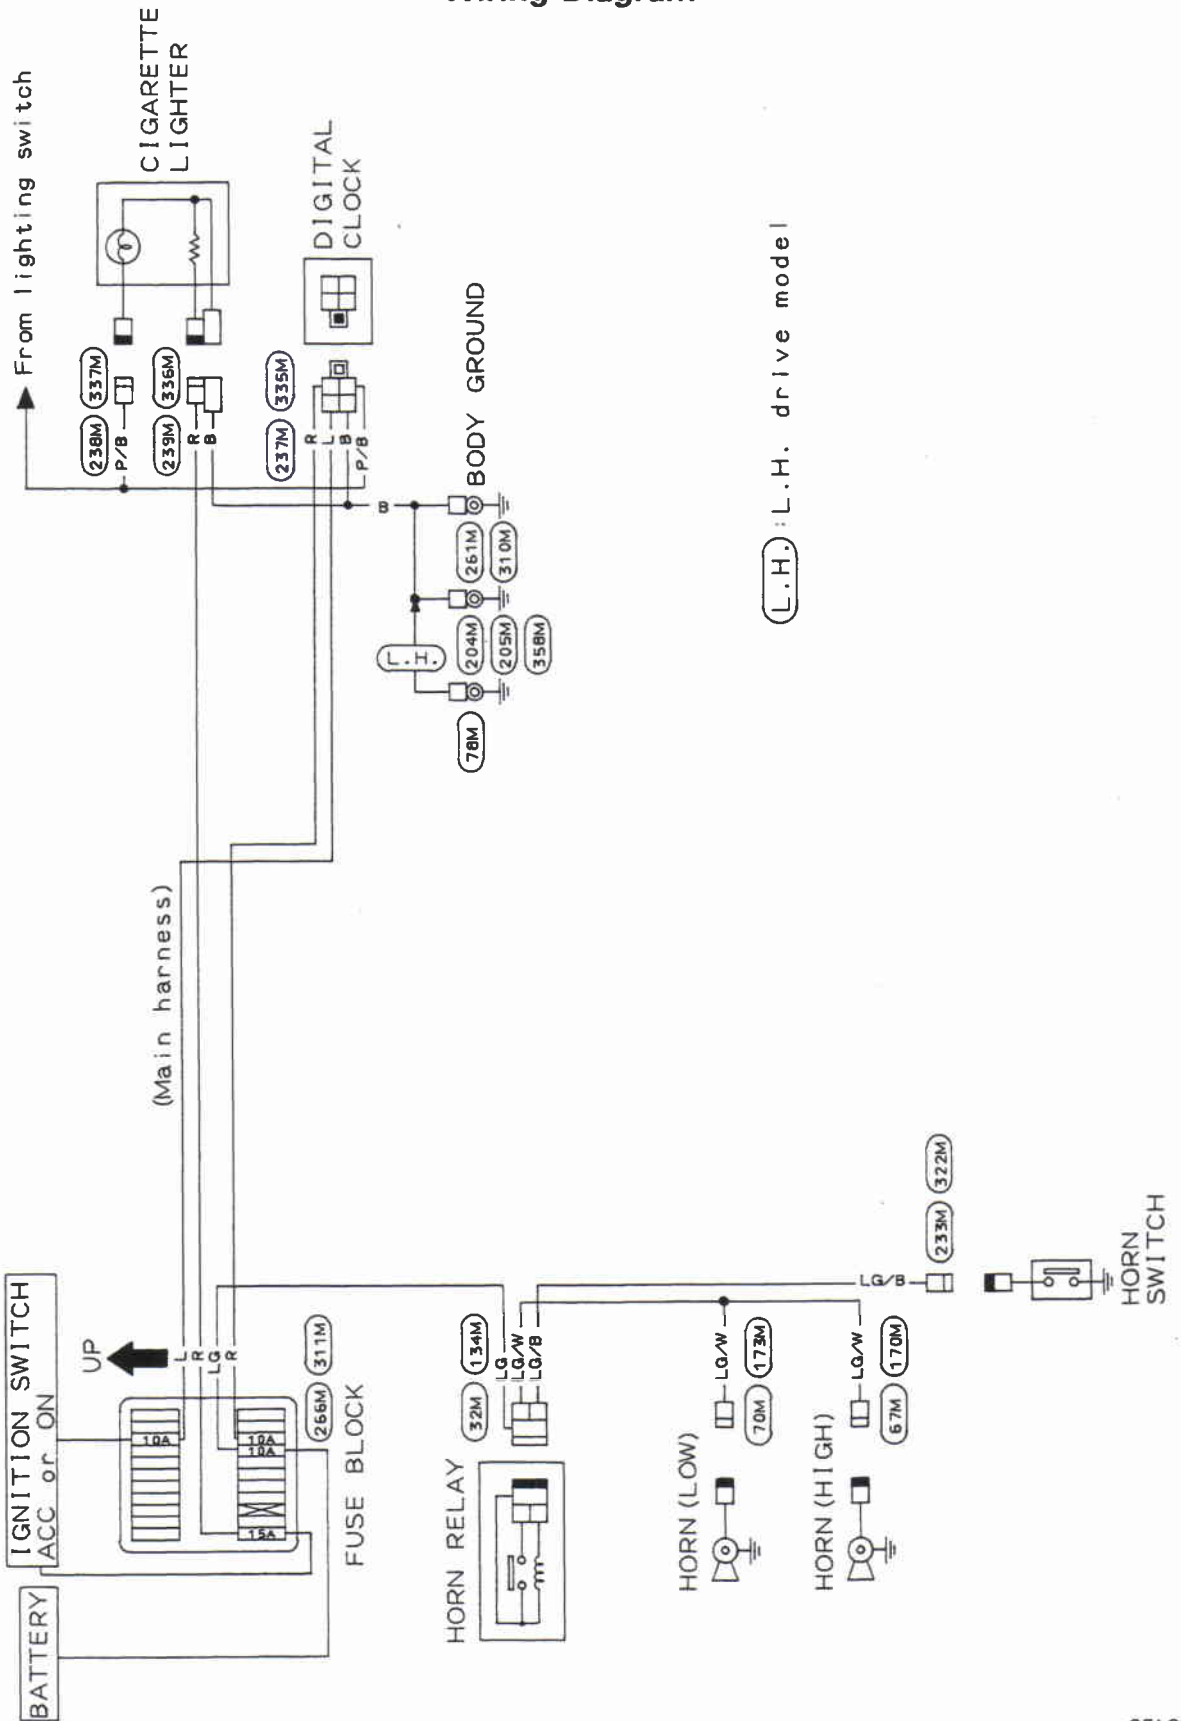 Wiring Diagram
BATTERY
IGNITION SWITCH
ACC or ON
UP
10A
10A
10A
15A
L
R
LG
R
266M
311M
FUSE BLOCK
(Main harness)
From lighting switch
CIGARETTE
LIGHTER
238M
337M
P/B
239M
336M
R
B
DIGITAL
CLOCK
237M
335M
R
L
B
P/B
B
BODY GROUND
261M
310M
204M
205M
358M
L.H.
78M
L.H. : L.H. drive model
HORN RELAY
32M
134M
LG
LG/W
LG/B
HORN (LOW)
LG/W
70M
173M
HORN (HIGH)
LG/W
67M
170M
LG/B
233M
322M
HORN
SWITCH